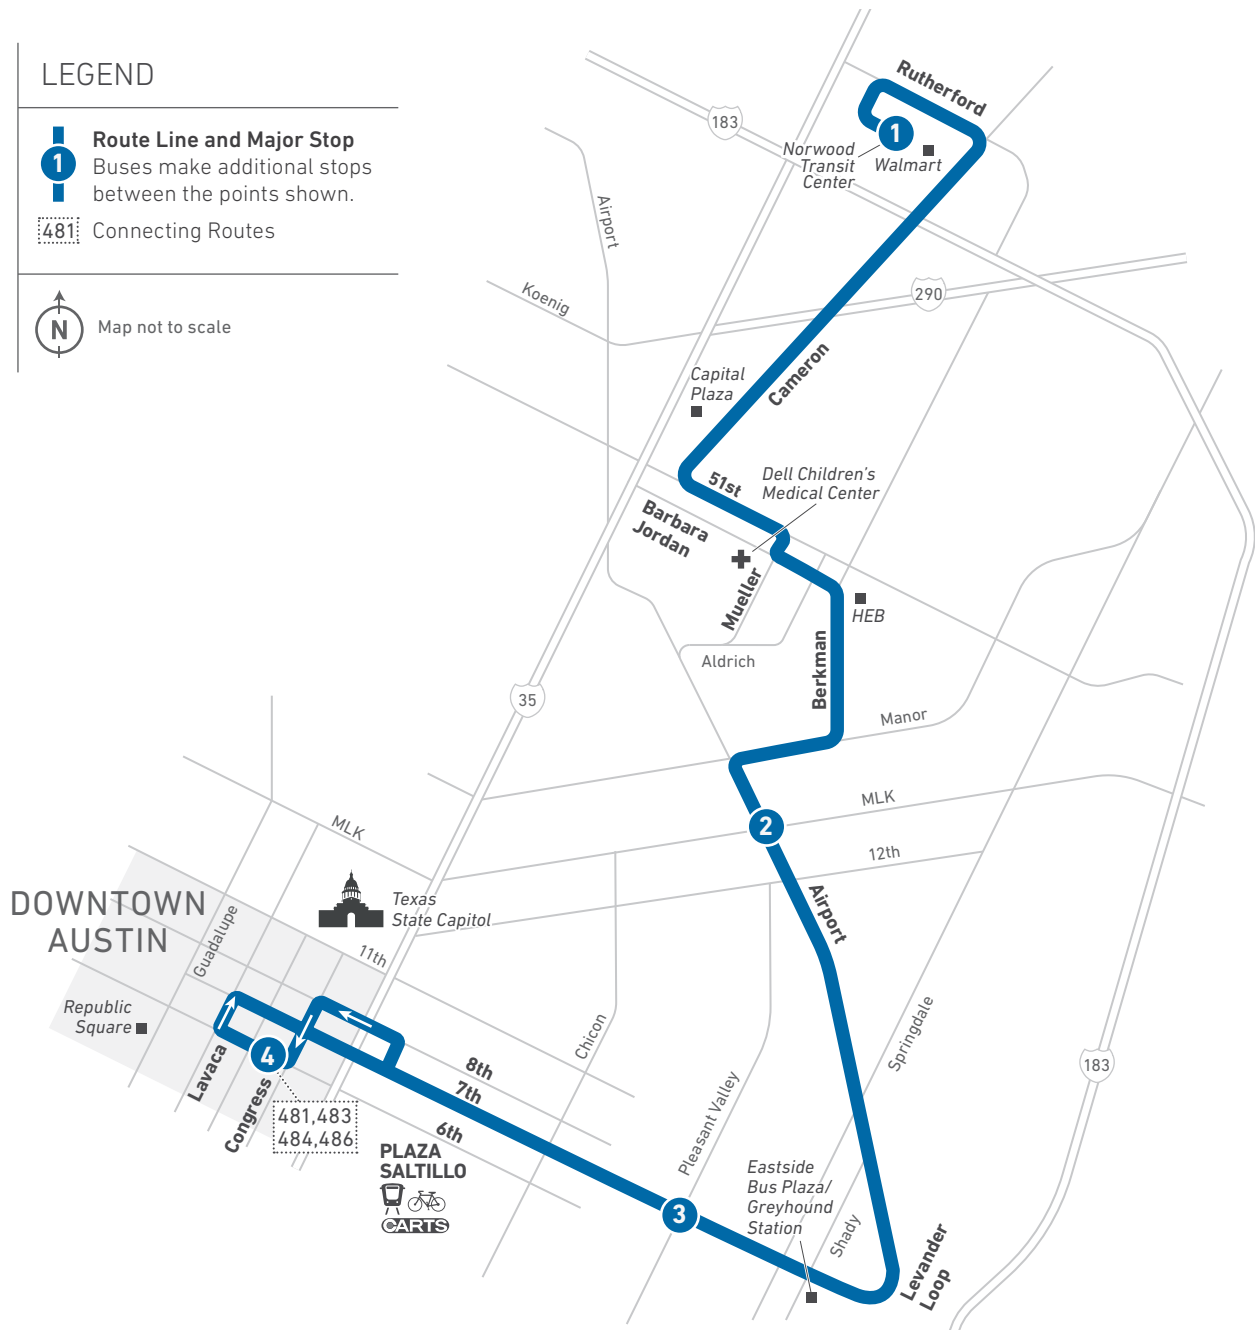 LEGEND
1
Route Line and Major Stop
Buses make additional stops
between the points shown.
481
Connecting Routes
N
Map not to scale
Rutherford
183
1
Norwood
Transit
Center
Walmart
Airport
Koenig
290
Cameron
Capital
Plaza
51st
Dell Children's
Medical Center
Barbara
Jordan
Mueller
HEB
Aldrich
Berkman
35
Manor
MLK
2
12th
MLK
Airport
DOWNTOWN
AUSTIN
Texas
State Capitol
Guadalupe
11th
Republic
Square
Lavaca
4
Congress
481,483
484,486
8th
7th
6th
Chicon
Springdale
183
Pleasant Valley
PLAZA
SALTILLO
CARTS
3
Eastside
Bus Plaza/
Greyhound
Station
Shady
Levander
Loop